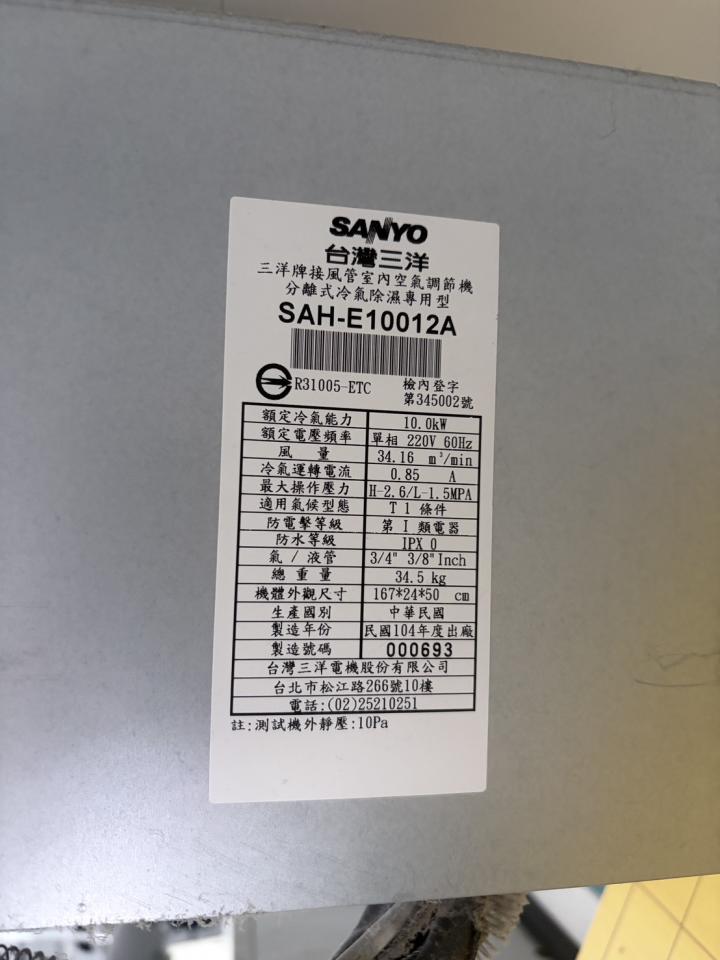 SANYO
台灣三洋
三洋牌接風管室內空氣調節機
分離式冷氣除濕專用型
SAH-E10012A
R31005-ETC 檢內登字
第345002號
額定冷氣能力 10.0kW
額定電壓頻率 單相 220V 60Hz
風 量 34.16 m³/min
冷氣運轉電流 0.85 A
最大操作壓力 H-2.6/L-1.5MPA
適用氣候型態 T 1 條件
防電擊等級 第 I 類電器
防水等級 IPX 0
氣 / 液管 3/4" 3/8"Inch
總 重 量 34.5 kg
機體外觀尺寸 167*24*50 cm
生產國別 中華民國
製造年份 民國104年度出廠
製造號碼 000693
台灣三洋電機股份有限公司
台北市松江路266號10樓
電話:(02)25210251
註:測試機外靜壓:10Pa